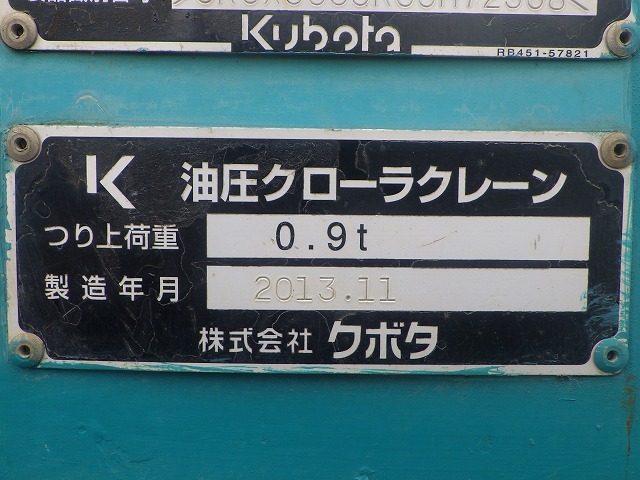 Kubota
RB451-57821
K 油圧クローラクレーン
つり上荷重 0.9t
製造年月 2013.11
株式会社 クボタ